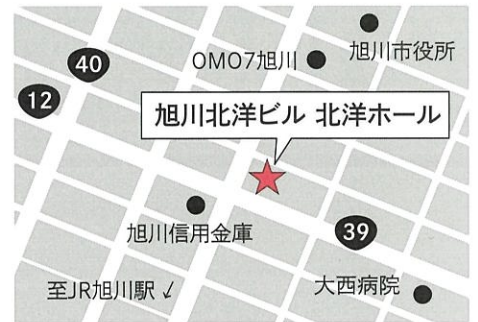 旭川市役所
OMO7旭川
40
12
旭川北洋ビル 北洋ホール
旭川信用金庫
39
大西病院
至JR旭川駅↙